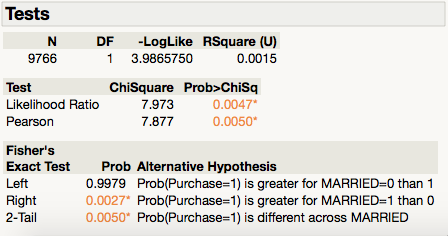 Tests
N DF -LogLike RSquare (U)
9766 1 3.9865750 0.0015
Test ChiSquare Prob>ChiSq
Likelihood Ratio 7.973 0.0047*
Pearson 7.877 0.0050*
Fisher's
Exact Test Prob Alternative Hypothesis
Left 0.9979 Prob(Purchase=1) is greater for MARRIED=0 than 1
Right 0.0027* Prob(Purchase=1) is greater for MARRIED=1 than 0
2-Tail 0.0050* Prob(Purchase=1) is different across MARRIED